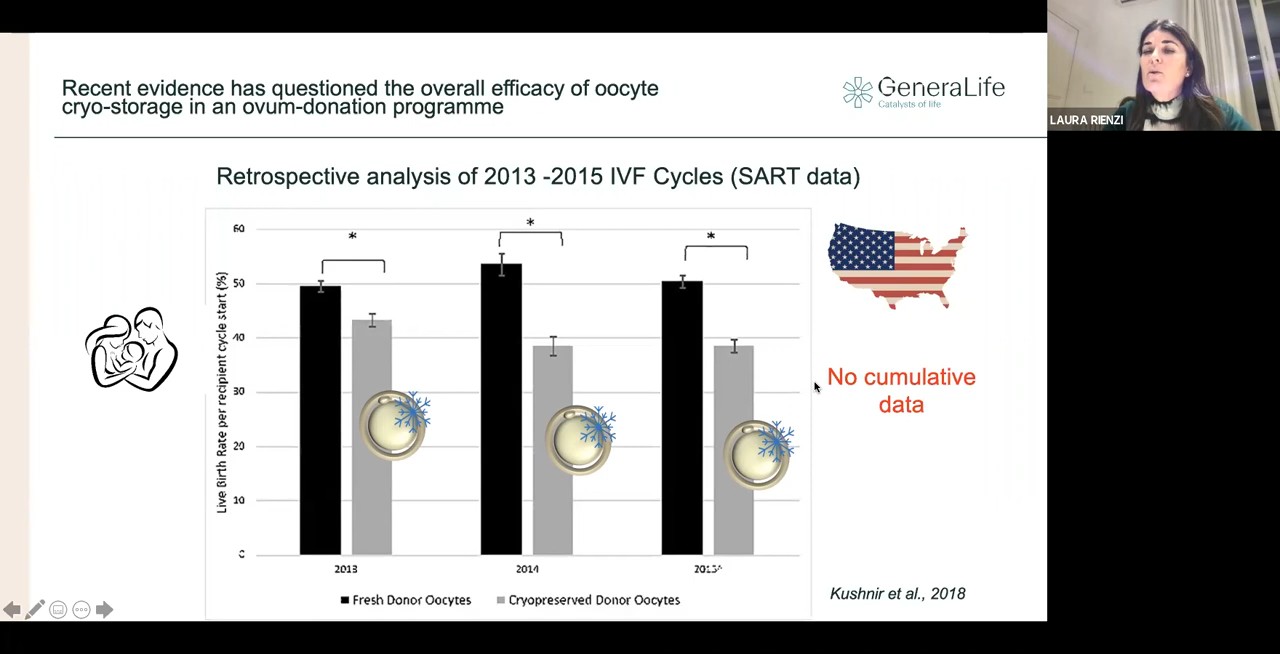 Recent evidence has questioned the overall efficacy of oocyte
cryo-storage in an ovum-donation programme
GeneraLife
Catalysts of life
LAURA RIENZI
Retrospective analysis of 2013 -2015 IVF Cycles (SART data)
Live Birth Rate per recipient cycle start (%)
60
50
40
30
20
10
0
*
*
*
2013
2014
2015^
Fresh Donor Oocytes
Cryopreserved Donor Oocytes
No cumulative
data
Kushnir et al., 2018